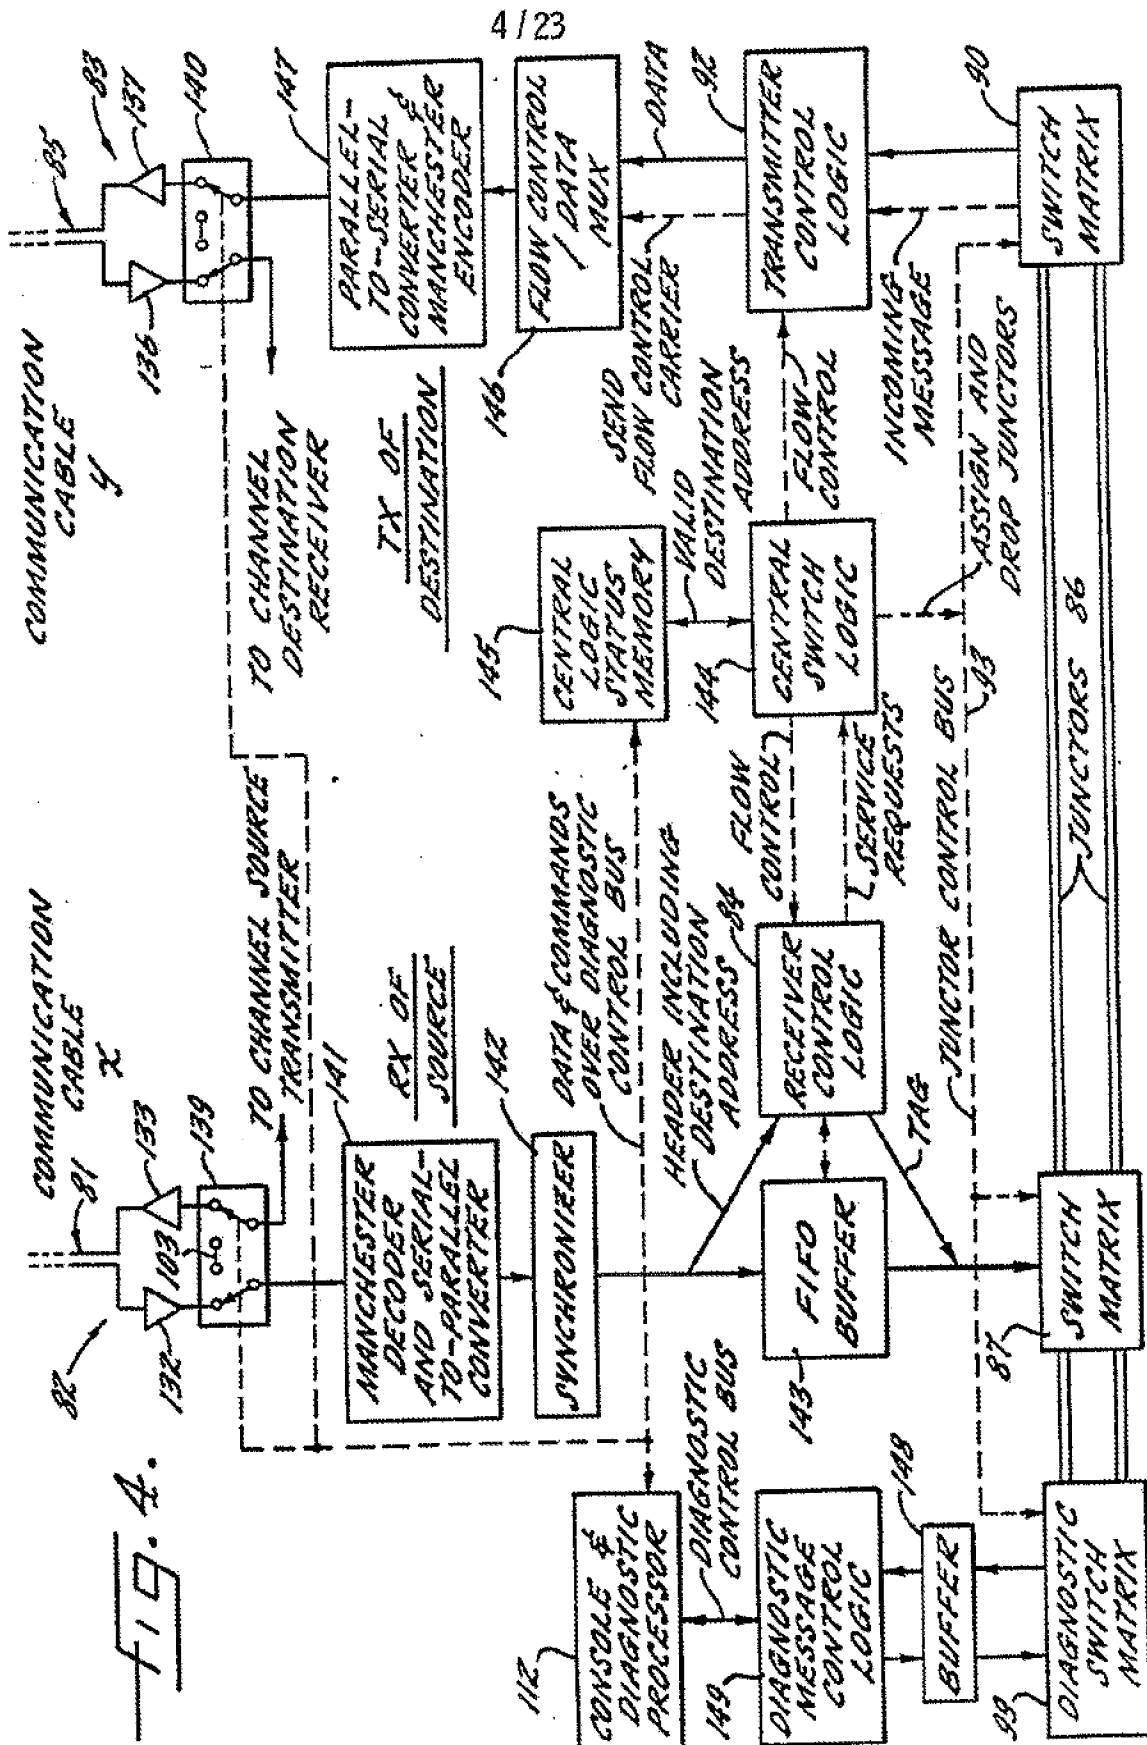 4/23
FIG. 4.
COMMUNICATION
CABLE
x
81
82
132
133
103
139
TO CHANNEL SOURCE
TRANSMITTER
141
MANCHESTER
DECODER
AND SERIAL-
TO-PARALLEL
CONVERTER
RX OF
SOURCE
142
SYNCHRONIZER
COMMUNICATION
CABLE
y
85
83
136
137
140
TO CHANNEL
DESTINATION
RECEIVER
147
PARALLEL-
TO-SERIAL
CONVERTER &
MANCHESTER
ENCODER
TX OF
DESTINATION
146
FLOW CONTROL
/ DATA
MUX
DATA & COMMANDS
OVER DIAGNOSTIC
CONTROL BUS
145
CENTRAL
LOGIC
STATUS
MEMORY
SEND
FLOW CONTROL
CARRIER
DATA
112
CONSOLE &
DIAGNOSTIC
PROCESSOR
DIAGNOSTIC
CONTROL BUS
HEADER INCLUDING
DESTINATION
ADDRESS
VALID
DESTINATION
ADDRESS
149
DIAGNOSTIC
MESSAGE
CONTROL
LOGIC
143
FIFO
BUFFER
84
RECEIVER
CONTROL
LOGIC
FLOW
CONTROL
SERVICE
REQUESTS
144
CENTRAL
SWITCH
LOGIC
FLOW
CONTROL
92
TRANSMITTER
CONTROL
LOGIC
148
BUFFER
TAG
JUNCTOR CONTROL BUS
93
ASSIGN AND
DROP JUNCTORS
INCOMING
MESSAGE
99
DIAGNOSTIC
SWITCH
MATRIX
87
SWITCH
MATRIX
JUNCTORS 86
90
SWITCH
MATRIX